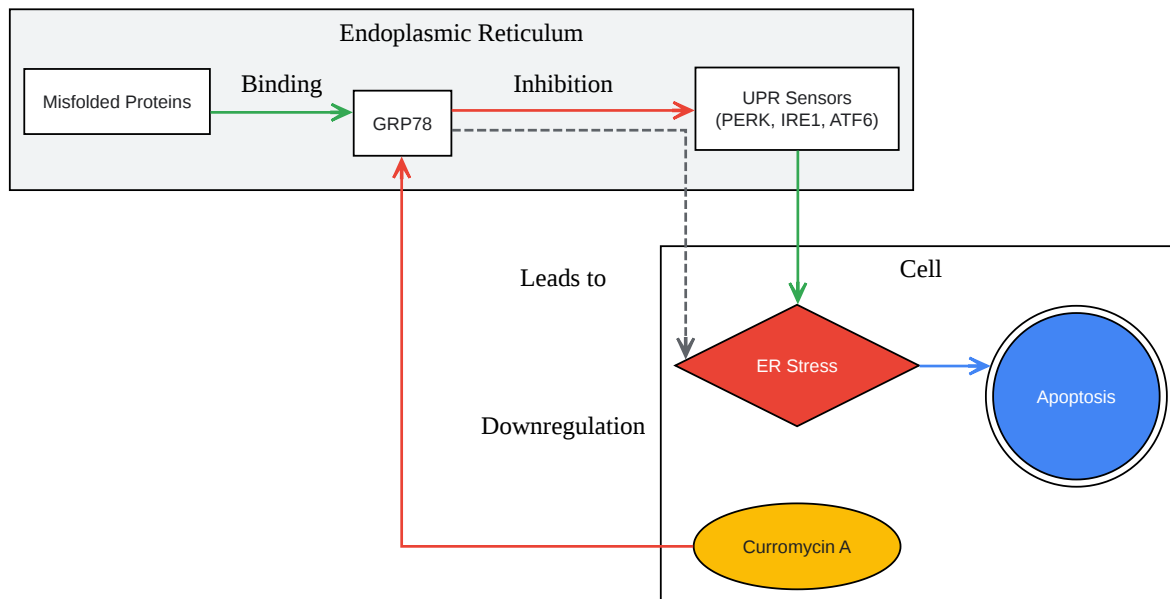 Endoplasmic Reticulum
Misfolded Proteins
Binding
GRP78
Inhibition
UPR Sensors
(PERK, IRE1, ATF6)
Leads to
Cell
ER Stress
Apoptosis
Downregulation
Curromycin A